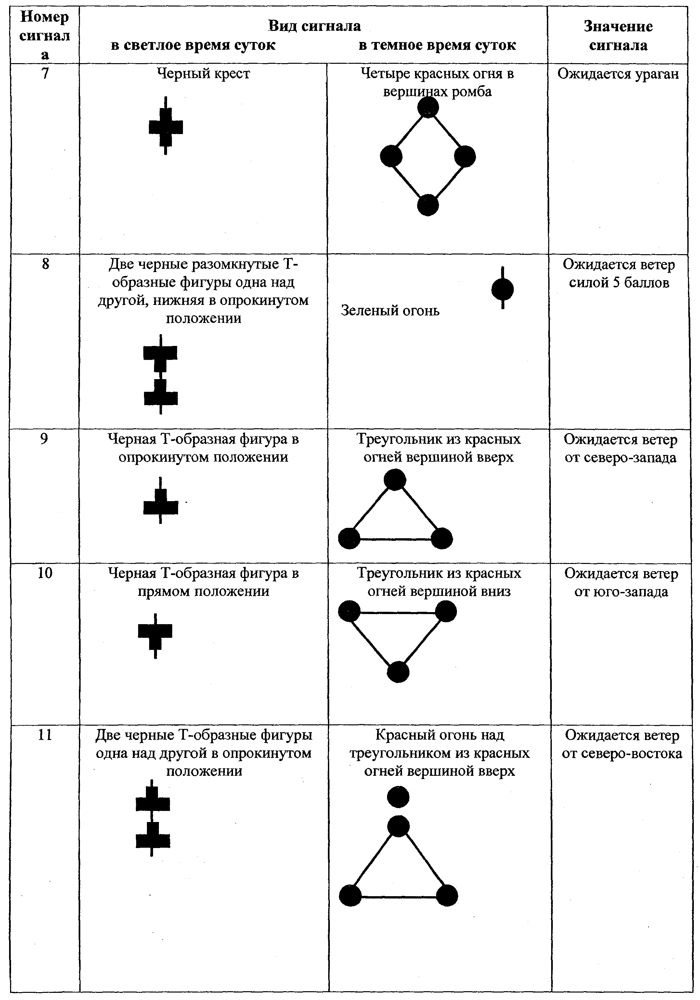 Номер
сигнал
а
Вид сигнала
в светлое время суток
в темное время суток
Значение
сигнала
7
Черный крест
Четыре красных огня в
вершинах ромба
Ожидается ураган
8
Две черные разомкнутые Т-
образные фигуры одна над
другой, нижняя в опрокинутом
положении
Зеленый огонь
Ожидается ветер
силой 5 баллов
9
Черная Т-образная фигура в
опрокинутом положении
Треугольник из красных
огней вершиной вверх
Ожидается ветер
от северо-запада
10
Черная Т-образная фигура в
прямом положении
Треугольник из красных
огней вершиной вниз
Ожидается ветер
от юго-запада
11
Две черные Т-образные фигуры
одна над другой в опрокинутом
положении
Красный огонь над
треугольником из красных
огней вершиной вверх
Ожидается ветер
от северо-востока